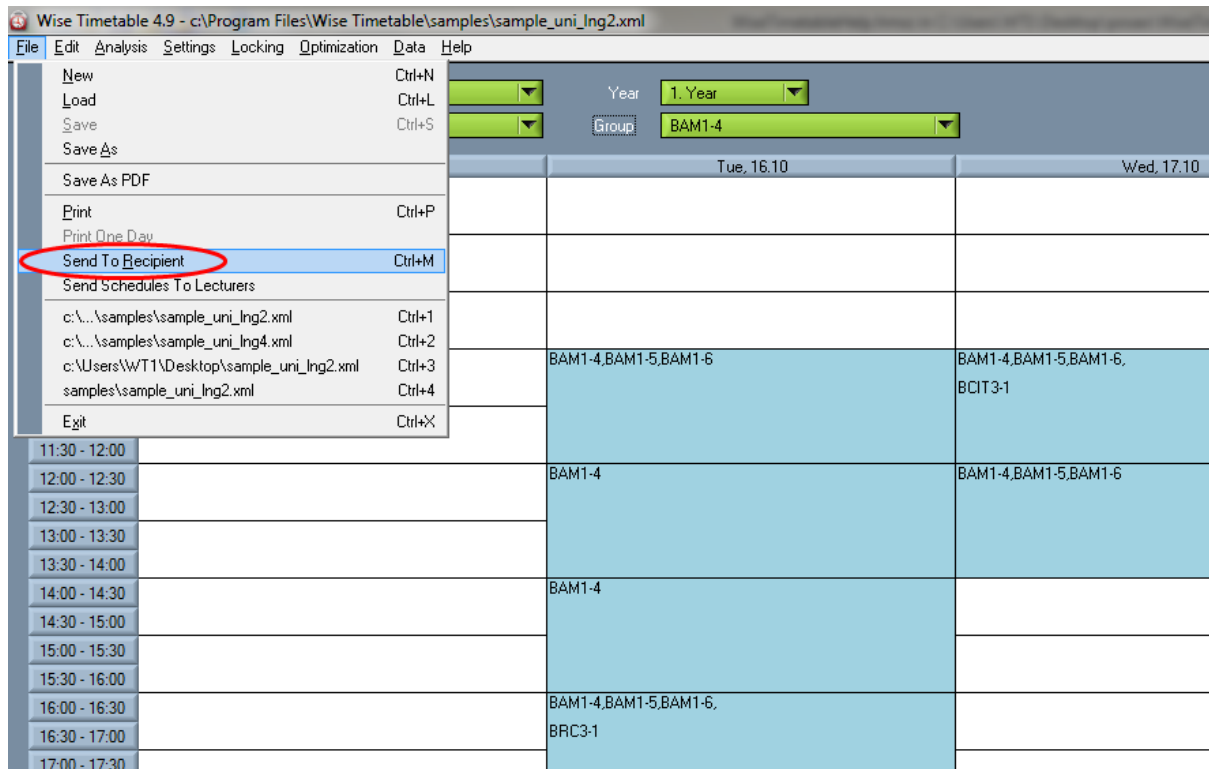 Wise Timetable 4.9 - c:\Program Files\Wise Timetable\samples\sample_uni_lng2.xml
File Edit Analysis Settings Locking Optimization Data Help
New Ctrl+N
Load Ctrl+L
Save Ctrl+S
Save As
Save As PDF
Print Ctrl+P
Print One Day
Send To Recipient Ctrl+M
Send Schedules To Lecturers
c:\...\samples\sample_uni_lng2.xml Ctrl+1
c:\...\samples\sample_uni_lng4.xml Ctrl+2
c:\Users\WT1\Desktop\sample_uni_lng2.xml Ctrl+3
samples\sample_uni_lng2.xml Ctrl+4
Exit Ctrl+X
Year 1. Year
Group BAM1-4
Tue, 16.10 Wed, 17.10
BAM1-4,BAM1-5,BAM1-6 BAM1-4,BAM1-5,BAM1-6,
BCIT3-1
11:30 - 12:00
12:00 - 12:30 BAM1-4 BAM1-4,BAM1-5,BAM1-6
12:30 - 13:00
13:00 - 13:30
13:30 - 14:00
14:00 - 14:30 BAM1-4
14:30 - 15:00
15:00 - 15:30
15:30 - 16:00
16:00 - 16:30 BAM1-4,BAM1-5,BAM1-6,
16:30 - 17:00 BRC3-1
17:00 - 17:30